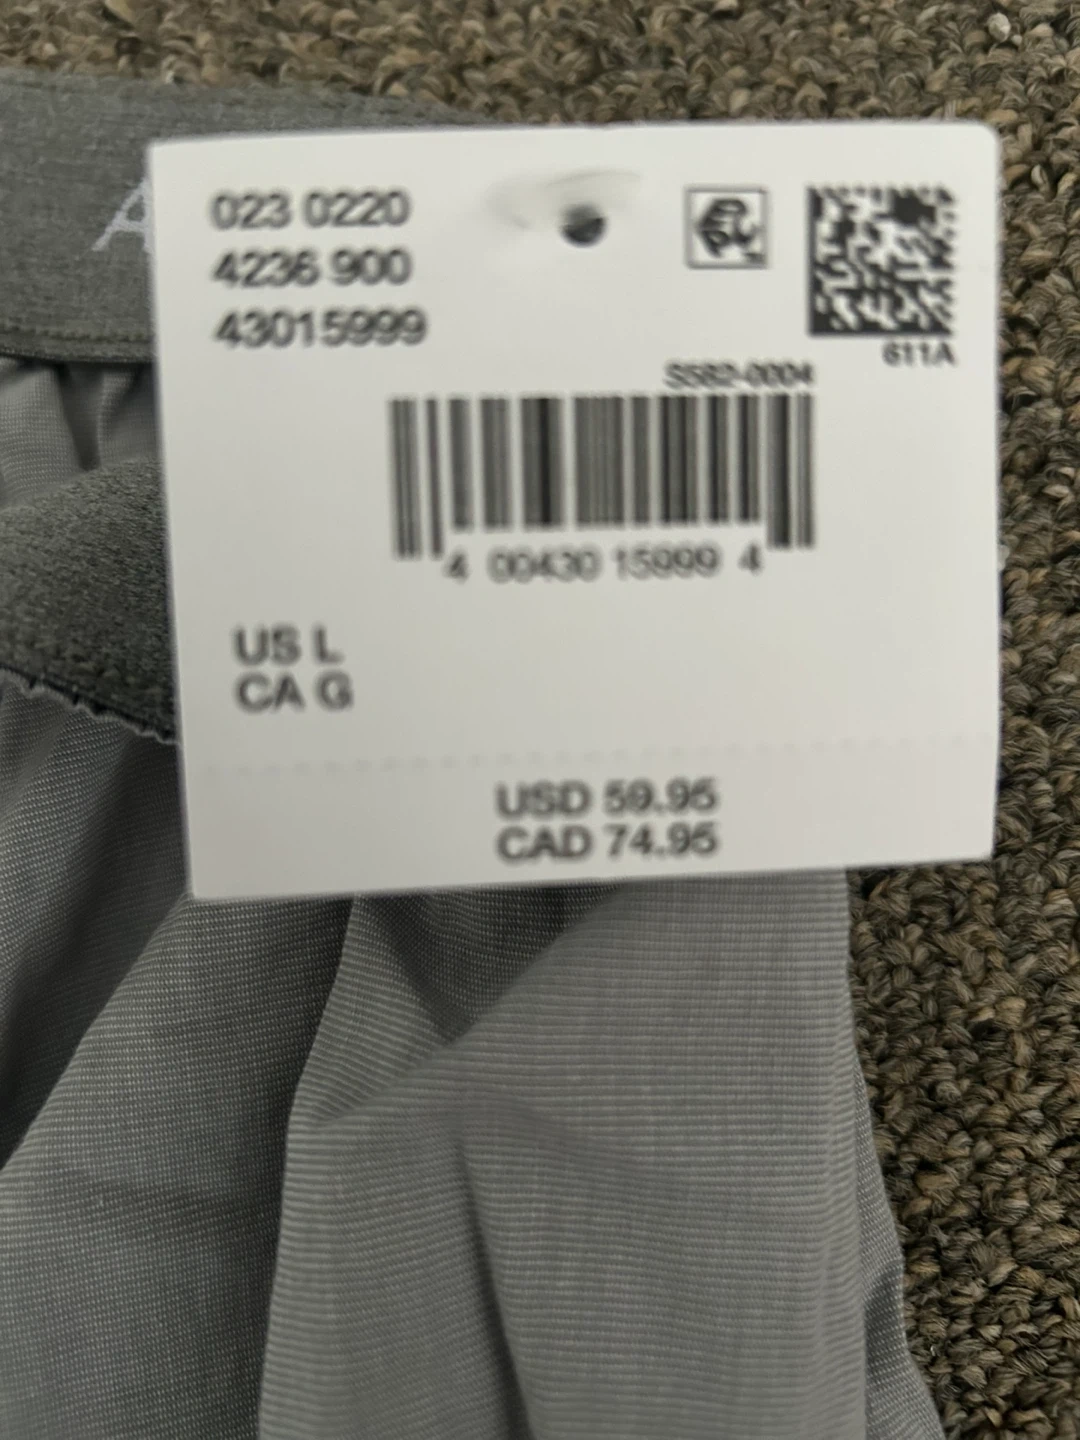 023 0220
4236 900
43015999
611A
S582-0004
4 00430 15999 4
US L
CA G
USD 59.95
CAD 74.95